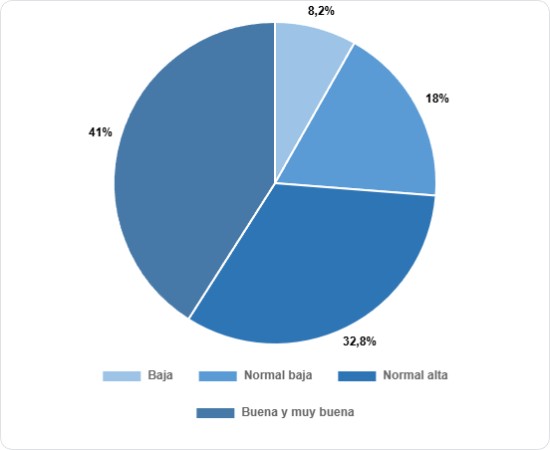 8,2%
18%
41%
32,8%
Baja
Normal baja
Normal alta
Buena y muy buena